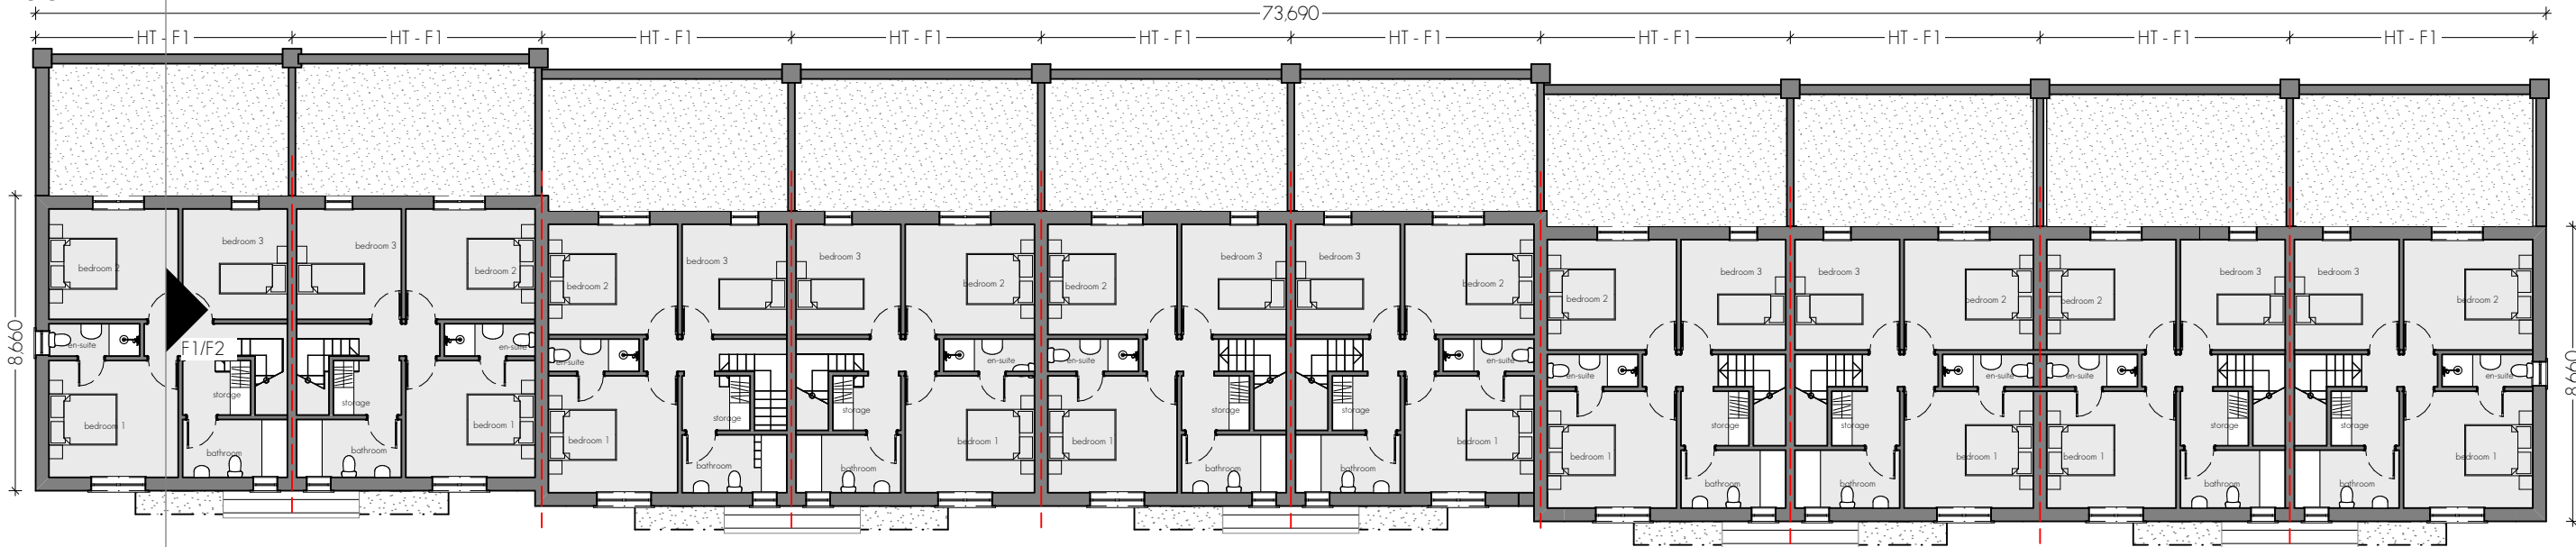 73,690
HT - F1 HT - F1 HT - F1 HT - F1 HT - F1 HT - F1 HT - F1 HT - F1 HT - F1 HT - F1
bedroom 3 bedroom 3 bedroom 3 bedroom 3 bedroom 3 bedroom 3 bedroom 3 bedroom 3 bedroom 3 bedroom 3
bedroom 2 bedroom 2 bedroom 2 bedroom 2 bedroom 2 bedroom 2 bedroom 2 bedroom 2 bedroom 2 bedroom 2
8,660
F1/F2
en-suite en-suite en-suite en-suite en-suite en-suite en-suite en-suite en-suite en-suite
8,660
storage storage storage storage storage storage storage storage storage storage
bedroom 1 bedroom 1 bedroom 1 bedroom 1 bedroom 1 bedroom 1 bedroom 1 bedroom 1 bedroom 1 bedroom 1
bathroom bathroom bathroom bathroom bathroom bathroom bathroom bathroom bathroom bathroom